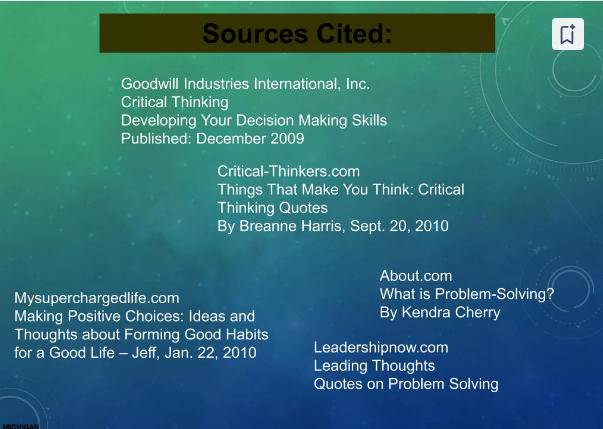 Sources Cited:
Goodwill Industries International, Inc.
Critical Thinking
Developing Your Decision Making Skills
Published: December 2009
Critical-Thinkers.com
Things That Make You Think: Critical
Thinking Quotes
By Breanne Harris, Sept. 20, 2010
About.com
What is Problem-Solving?
By Kendra Cherry
Mysuperchargedlife.com
Making Positive Choices: Ideas and
Thoughts about Forming Good Habits
for a Good Life – Jeff, Jan. 22, 2010
Leadershipnow.com
Leading Thoughts
Quotes on Problem Solving
MICHIGAN